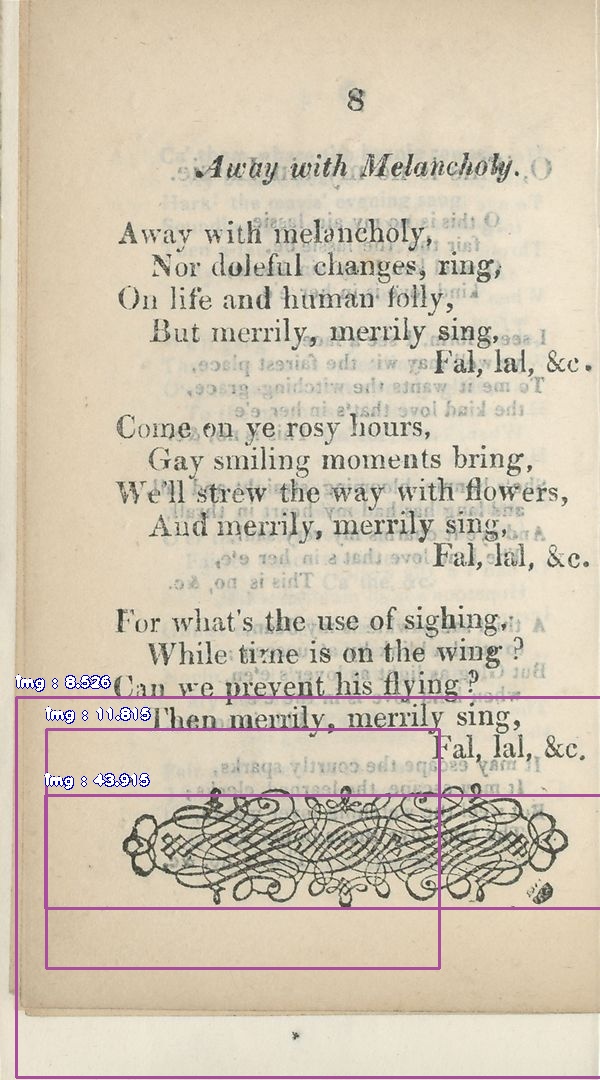 8
Away with Melancholy.
Away with melancholy,
Nor doleful changes, ring,
On life and human folly,
But merrily, merrily sing,
Fal, lal, &c.
Come on ye rosy hours,
Gay smiling moments bring,
We'll strew the way with flowers,
And merrily, merrily sing,
Fal, lal, &c.
For what's the use of sighing,
While time is on the wing?
Can we prevent his flying?
Then merrily, merrily sing,
Fal, lal, &c.
img : 8.526
img : 11.815
img : 43.915